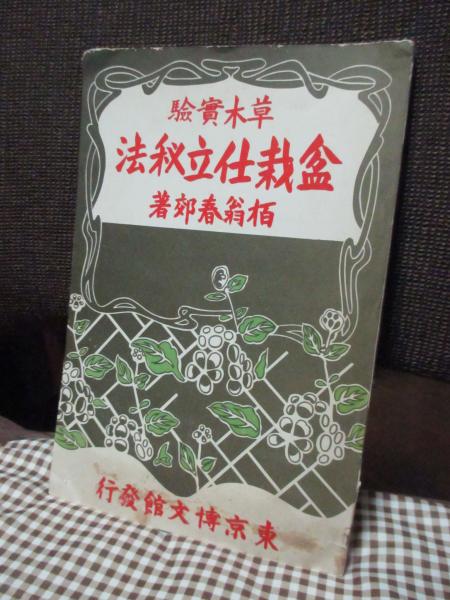 草木實驗
盆栽仕立秘法
栢翁春郊著
東京博文館發行